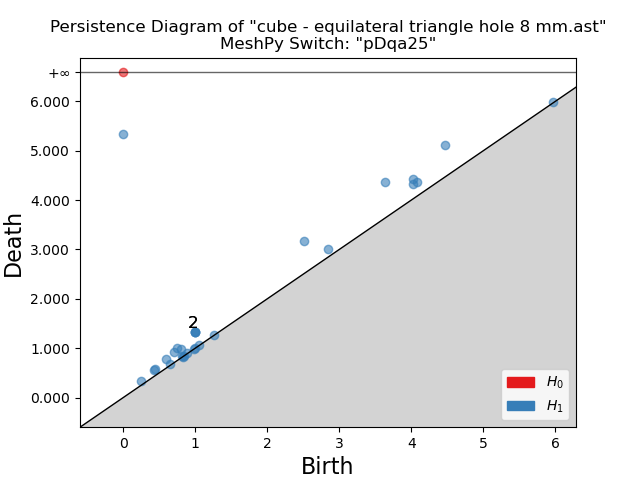 Persistence Diagram of "cube - equilateral triangle hole 8 mm.ast"
MeshPy Switch: "pDqa25"
+∞
6.000
5.000
4.000
3.000
2.000
1.000
0.000
Death
2
H₀
H₁
0 1 2 3 4 5 6
Birth